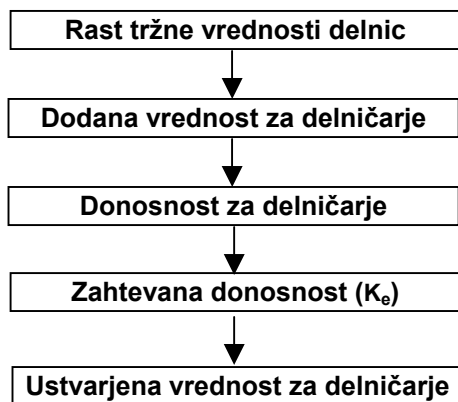 Rast tržne vrednosti delnic
Dodana vrednost za delničarje
Donosnost za delničarje
Zahtevana donosnost (Ke)
Ustvarjena vrednost za delničarje